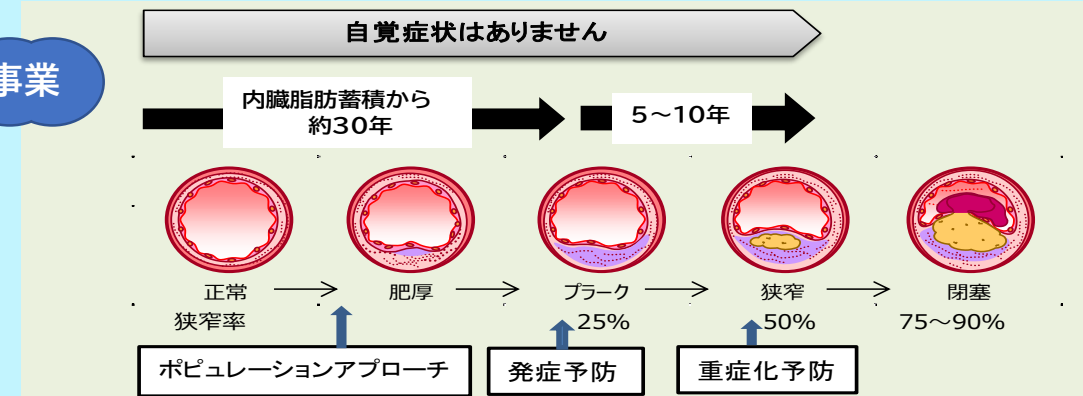 自覚症状はありません
事業
内臓脂肪蓄積から
約30年
5～10年
正常
肥厚
プラーク
狭窄
閉塞
狭窄率
25%
50%
75～90%
ポピュレーションアプローチ
発症予防
重症化予防